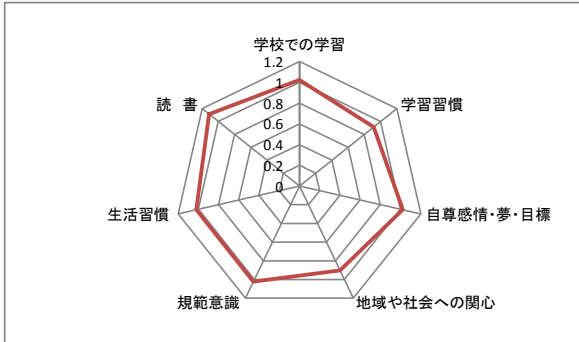 学校での学習
1.2
1
0.8
0.6
0.4
0.2
0
学習習慣
自尊感情・夢・目標
地域や社会への関心
規範意識
生活習慣
読 書